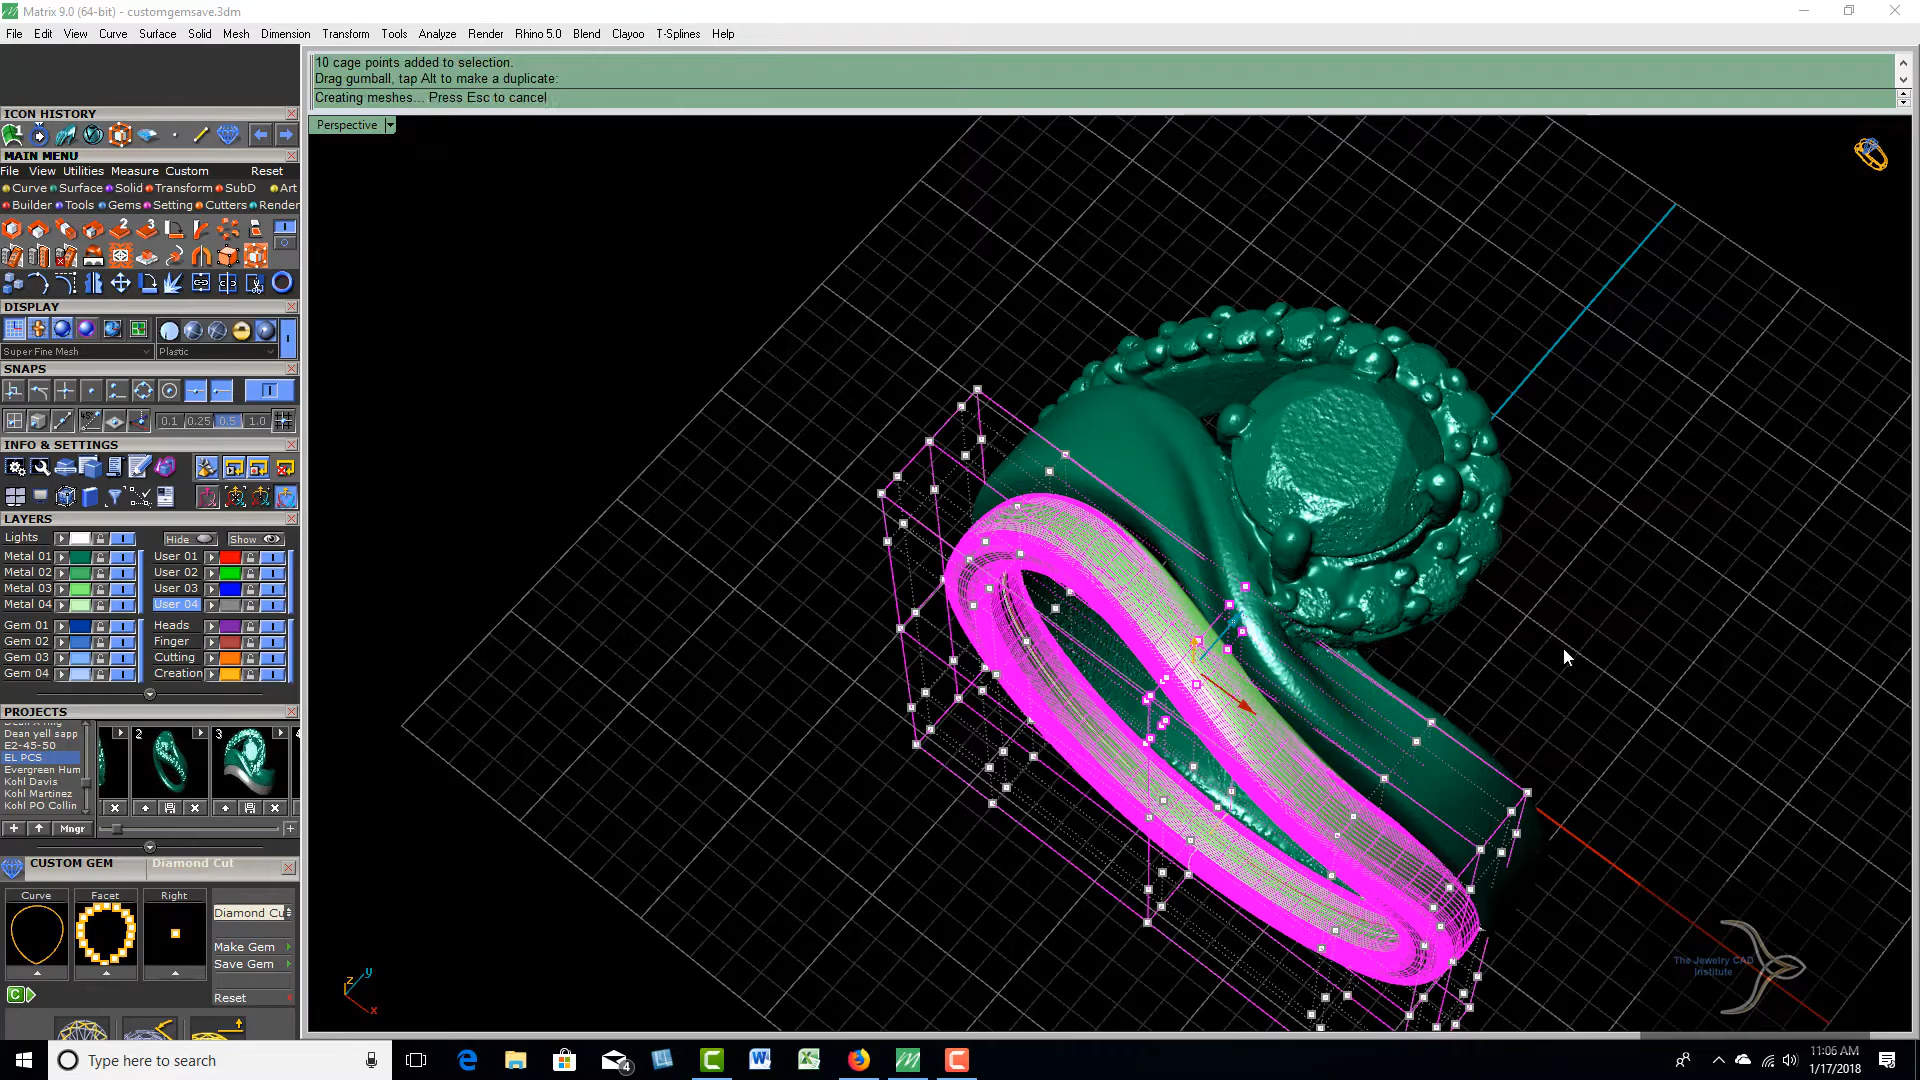 Matrix 9.0 (64-bit) - customgemsave.3dm
File Edit View Curve Surface Solid Mesh Dimension Transform Tools Analyze Render Rhino 5.0 Blend Clayoo T-Splines Help
10 cage points added to selection.
Drag gumball, tap Alt to make a duplicate:
Creating meshes... Press Esc to cancel
Perspective
ICON HISTORY
MAIN MENU
File View Utilities Measure Custom Reset
Curve Surface Solid Transform SubD Art
Builder Tools Gems Setting Cutters Render
DISPLAY
Super Fine Mesh Plastic
SNAPS
0.1 0.25 0.5 1.0
INFO & SETTINGS
LAYERS
Lights Hide Show
Metal 01 User 01
Metal 02 User 02
Metal 03 User 03
Metal 04 User 04
Gem 01 Heads
Gem 02 Finger
Gem 03 Cutting
Gem 04 Creation
PROJECTS
Dean yell sapp
E2-45-50
EL PCS
Evergreen Hum
Kohl Davis
Kohl Martinez
Kohl PO Collin
2 3 4
Mngr
CUSTOM GEM Diamond Cut
Curve Facet Right
Diamond Cu
Make Gem
Save Gem
Reset
C
z y x
The Jewelry CAD
Institute
Type here to search
4
11:06 AM
1/17/2018